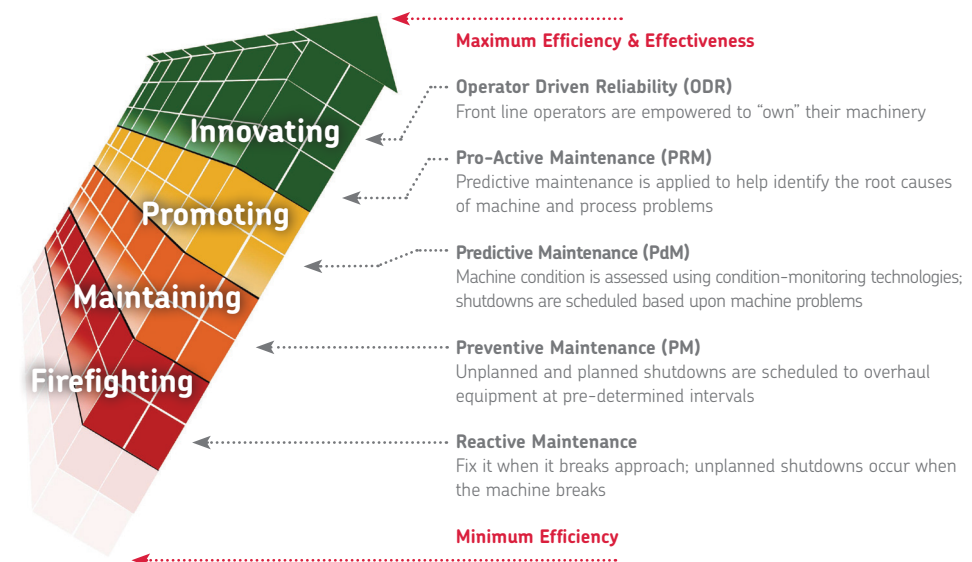 Maximum Efficiency & Effectiveness
Operator Driven Reliability (ODR)
Front line operators are empowered to “own” their machinery
Innovating
Pro-Active Maintenance (PRM)
Predictive maintenance is applied to help identify the root causes
of machine and process problems
Promoting
Predictive Maintenance (PdM)
Machine condition is assessed using condition-monitoring technologies;
shutdowns are scheduled based upon machine problems
Maintaining
Preventive Maintenance (PM)
Unplanned and planned shutdowns are scheduled to overhaul
equipment at pre-determined intervals
Firefighting
Reactive Maintenance
Fix it when it breaks approach; unplanned shutdowns occur when
the machine breaks
Minimum Efficiency